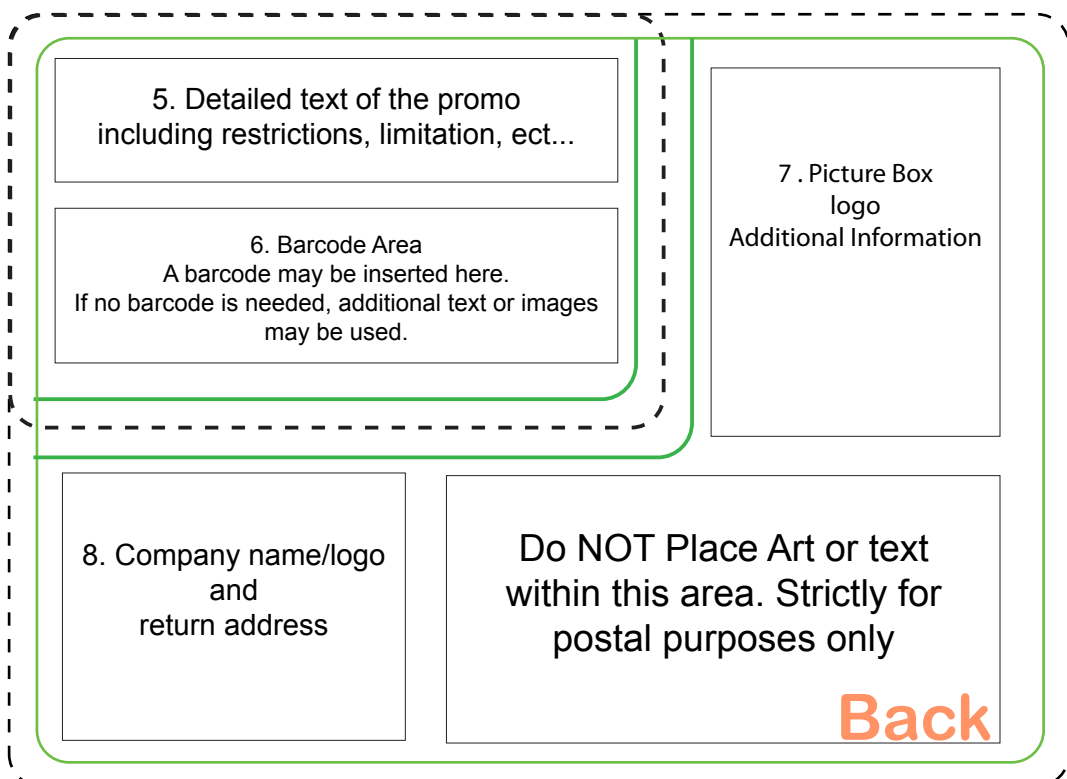 5. Detailed text of the promo
including restrictions, limitation, ect...
6. Barcode Area
A barcode may be inserted here.
If no barcode is needed, additional text or images
may be used.
7 . Picture Box
logo
Additional Information
8. Company name/logo
and
return address
Do NOT Place Art or text
within this area. Strictly for
postal purposes only
Back